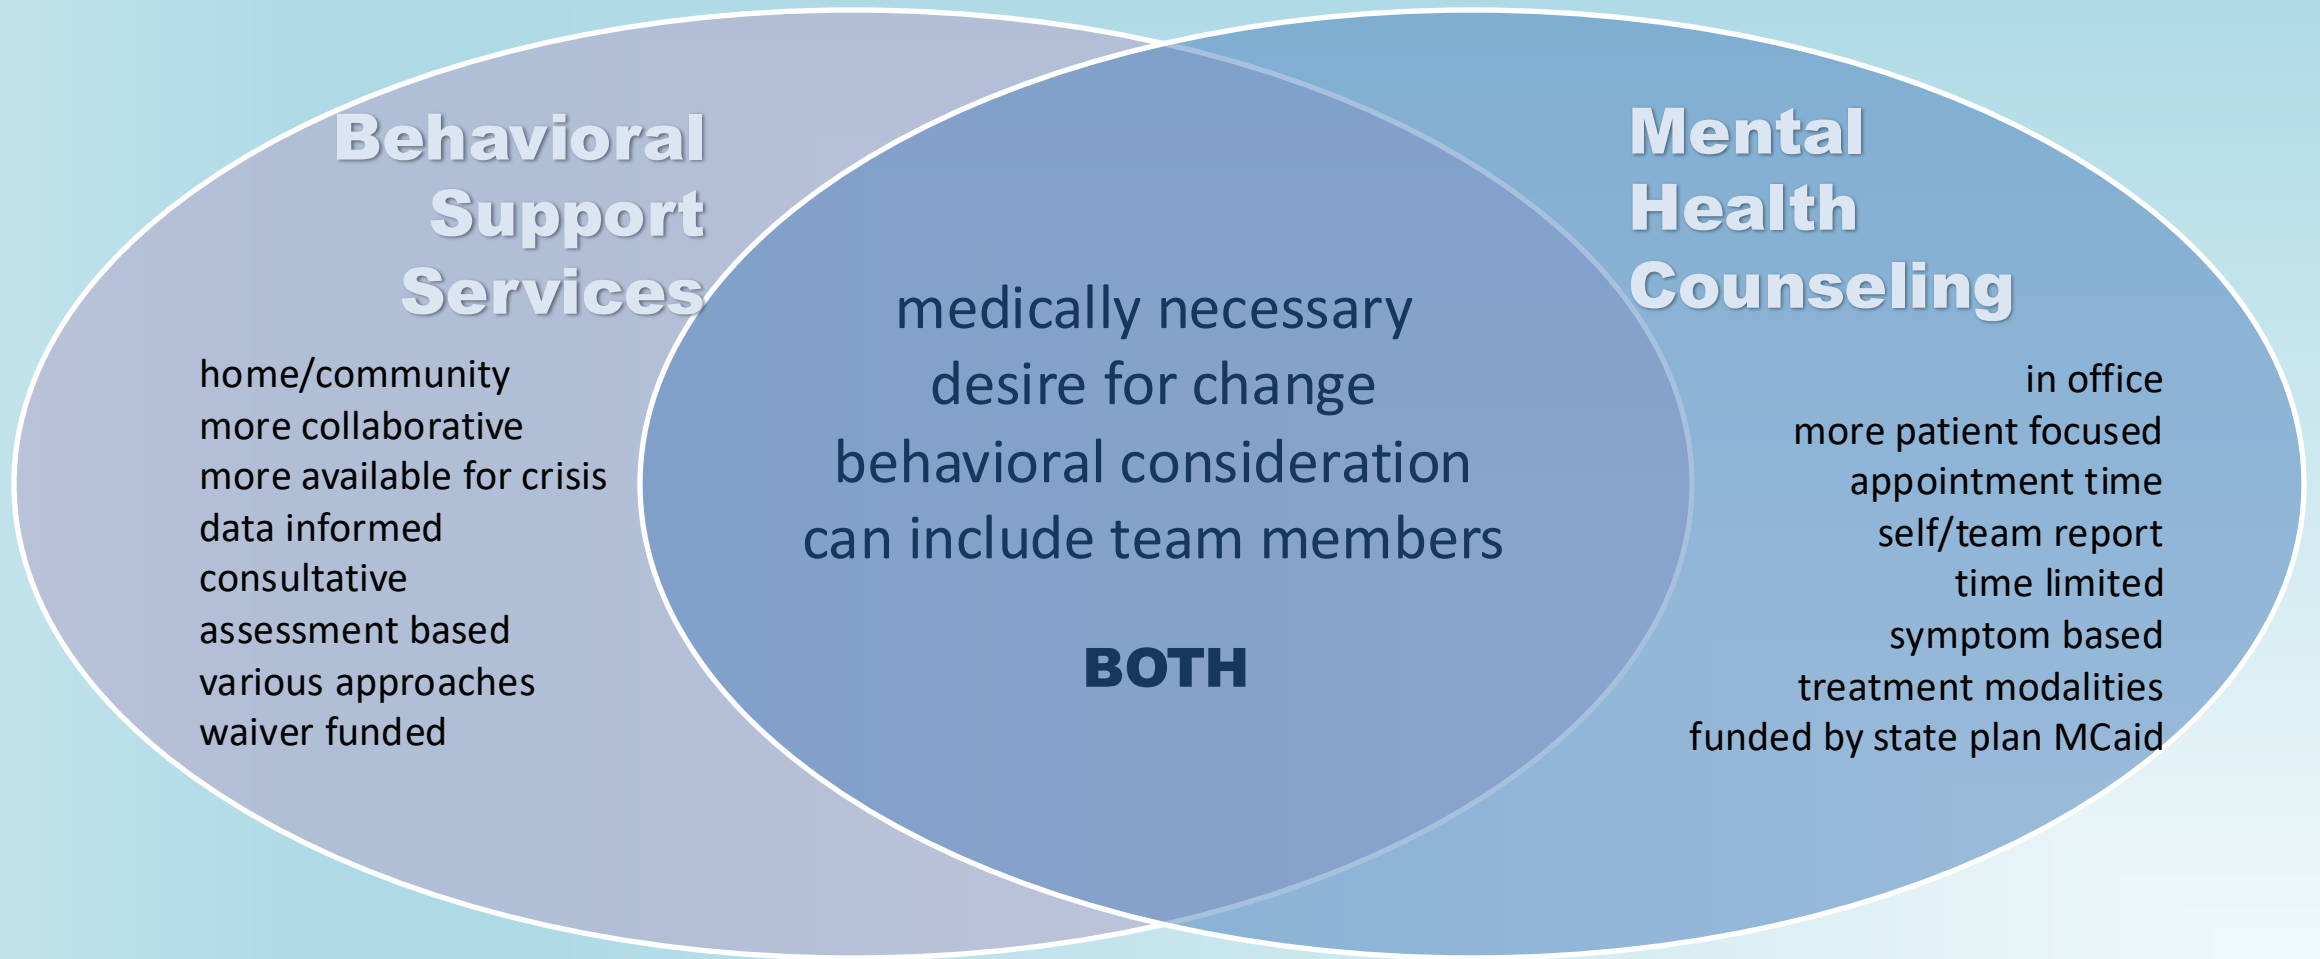 Behavioral
Support
Services
home/community
more collaborative
more available for crisis
data informed
consultative
assessment based
various approaches
waiver funded
medically necessary
desire for change
behavioral consideration
can include team members
BOTH
Mental
Health
Counseling
in office
more patient focused
appointment time
self/team report
time limited
symptom based
treatment modalities
funded by state plan MCaid